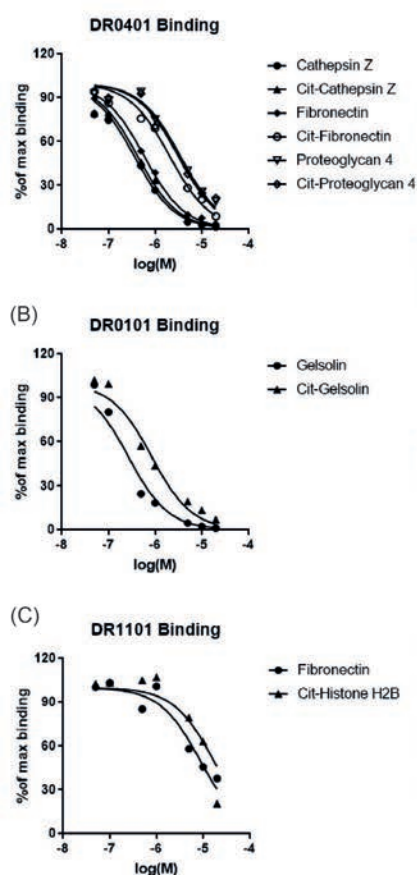 DR0401 Binding
%of max binding
120
90
60
30
0
-8
-7
-6
-5
-4
log(M)
Cathepsin Z
Cit-Cathepsin Z
Fibronectin
Cit-Fibronectin
Proteoglycan 4
Cit-Proteoglycan 4
(B)
DR0101 Binding
%of max binding
120
90
60
30
0
-8
-7
-6
-5
-4
log(M)
Gelsolin
Cit-Gelsolin
(C)
DR1101 Binding
%of max binding
120
90
60
30
0
-8
-7
-6
-5
-4
log(M)
Fibronectin
Cit-Histone H2B